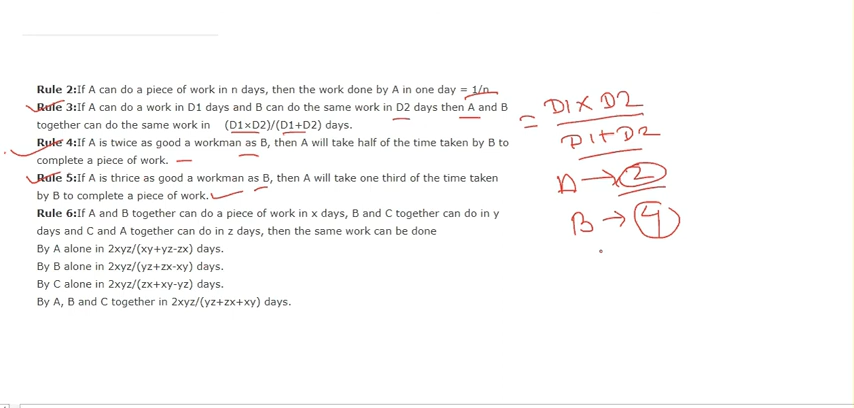 Rule 2:If A can do a piece of work in n days, then the work done by A in one day = 1/n
Rule 3:If A can do a work in D1 days and B can do the same work in D2 days then A and B
together can do the same work in (D1×D2)/(D1+D2) days.
Rule 4:If A is twice as good a workman as B, then A will take half of the time taken by B to
complete a piece of work.
Rule 5:If A is thrice as good a workman as B, then A will take one third of the time taken
by B to complete a piece of work.
Rule 6:If A and B together can do a piece of work in x days, B and C together can do in y
days and C and A together can do in z days, then the same work can be done
By A alone in 2xyz/(xy+yz-zx) days.
By B alone in 2xyz/(yz+zx-xy) days.
By C alone in 2xyz/(zx+xy-yz) days.
By A, B and C together in 2xyz/(yz+zx+xy) days.
= D1 × D2
D1+D2
A → 2
B → 4